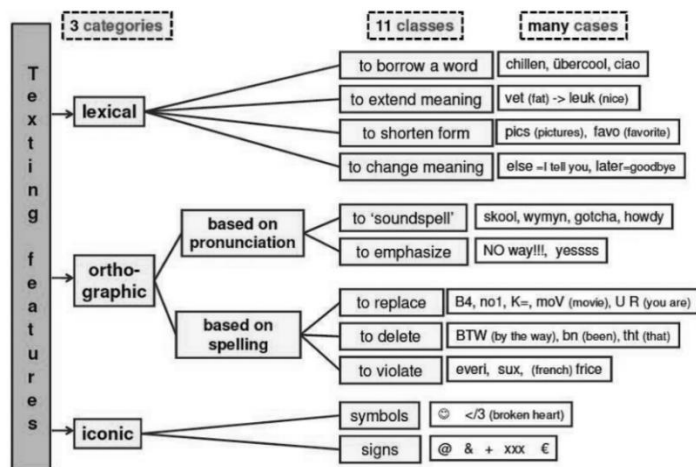 3 categories
11 classes
many cases
Texting features
lexical
to borrow a word
chillen, übercool, ciao
to extend meaning
vet (fat) -> leuk (nice)
to shorten form
pics (pictures), favo (favorite)
to change meaning
else =I tell you, later=goodbye
ortho-
graphic
based on
pronunciation
to 'soundspell'
skool, wymyn, gotcha, howdy
to emphasize
NO way!!!, yessss
based on
spelling
to replace
B4, no1, K=, moV (movie), U R (you are)
to delete
BTW (by the way), bn (been), tht (that)
to violate
everi, sux, (french) frice
iconic
symbols
☺ </3 (broken heart)
signs
@ & + xxx €